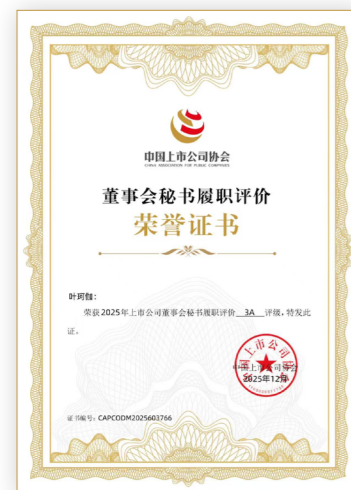 中国上市公司协会
CHINA ASSOCIATION FOR PUBLIC COMPANIES
董事会秘书履职评价
荣誉证书
叶珂伽：
荣获2025年上市公司董事会秘书履职评价 3A 评级，特发此
证。
中国上市公司协会
2025年12月
证书编号：CAPCODM2025603766